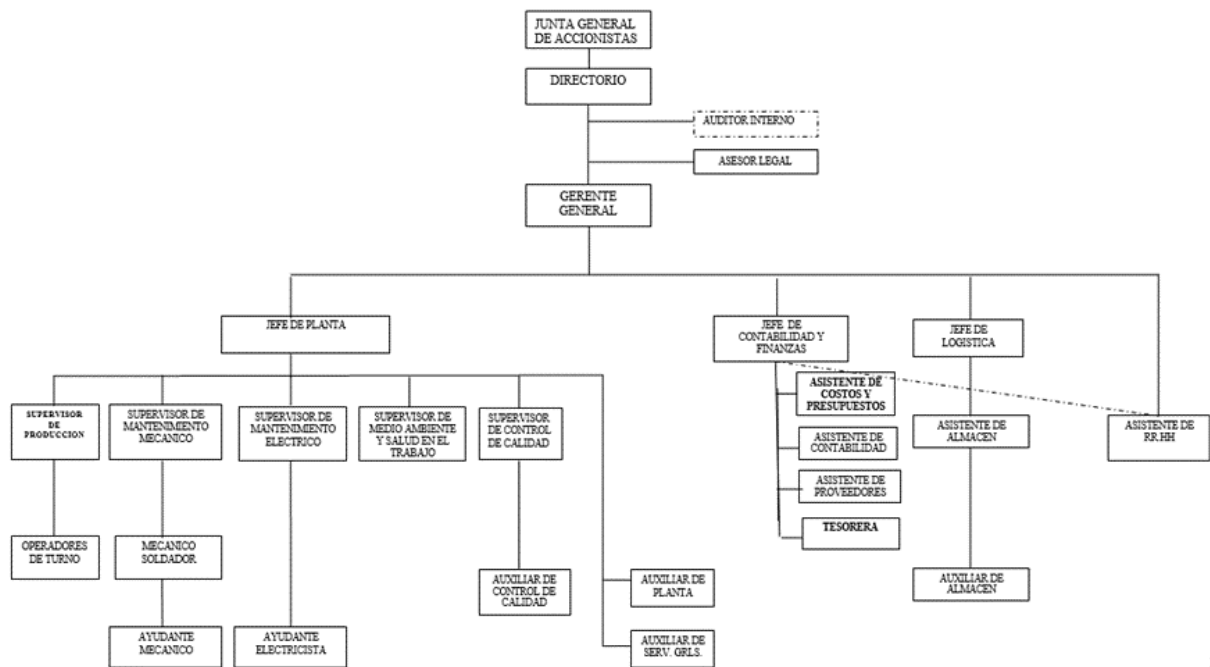 JUNTA GENERAL
DE ACCIONISTAS
DIRECTORIO
AUDITOR INTERNO
ASESOR LEGAL
GERENTE
GENERAL
JEFE DE PLANTA
JEFE DE
CONTABILIDAD Y
FINANZAS
JEFE DE
LOGISTICA
SUPERVISOR
DE
PRODUCCION
SUPERVISOR DE
MANTENIMIENTO
MECANICO
SUPERVISOR DE
MANTENIMIENTO
ELECTRICO
SUPERVISOR DE
MEDIO AMBIENTE
Y SALUD EN EL
TRABAJO
SUPERVISOR
DE CONTROL
DE CALIDAD
ASISTENTE DE
COSTOS Y
PRESUPUESTOS
ASISTENTE DE
CONTABILIDAD
ASISTENTE DE
PROVEEDORES
TESORERA
ASISTENTE DE
ALMACEN
ASISTENTE DE
RR.HH
OPERADORES
DE TURNO
MECANICO
SOLDADOR
AUXILIAR DE
CONTROL DE
CALIDAD
AUXILIAR DE
PLANTA
AUXILIAR DE
ALMACEN
AYUDANTE
MECANICO
AYUDANTE
ELECTRICISTA
AUXILIAR DE
SERV. GRLS.